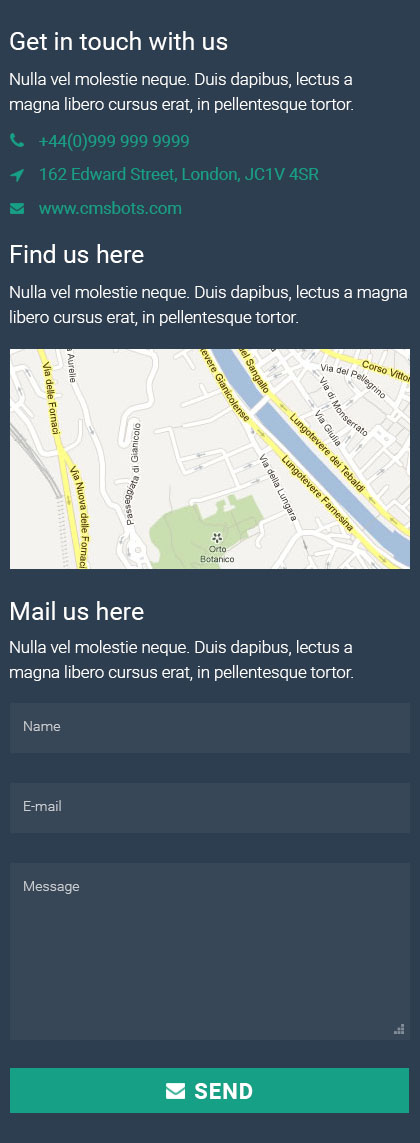 Get in touch with us
Nulla vel molestie neque. Duis dapibus, lectus a
magna libero cursus erat, in pellentesque tortor.
+44(0)999 999 9999
162 Edward Street, London, JC1V 4SR
www.cmsbots.com
Find us here
Nulla vel molestie neque. Duis dapibus, lectus a magna
libero cursus erat, in pellentesque tortor.
Via delle Fornaci
Aurelie
Via Nuova delle Fornaci
Passeggiata di Gianicolo
tevere Gianicolense
del Sangallo
Corso Vittor
Via del Pellegrino
Via di Monserrato
Via Giulia
Lungotevere dei Tebaldi
Lungotevere Farnesina
Via della Lungara
Orto
Botanico
Mail us here
Nulla vel molestie neque. Duis dapibus, lectus a
magna libero cursus erat, in pellentesque tortor.
Name
E-mail
Message
SEND